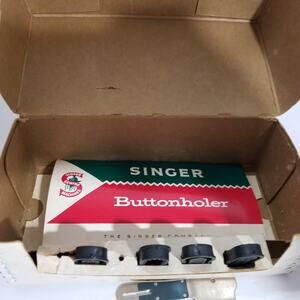 SINGER
Buttonholer
THE SINGER COMPANY